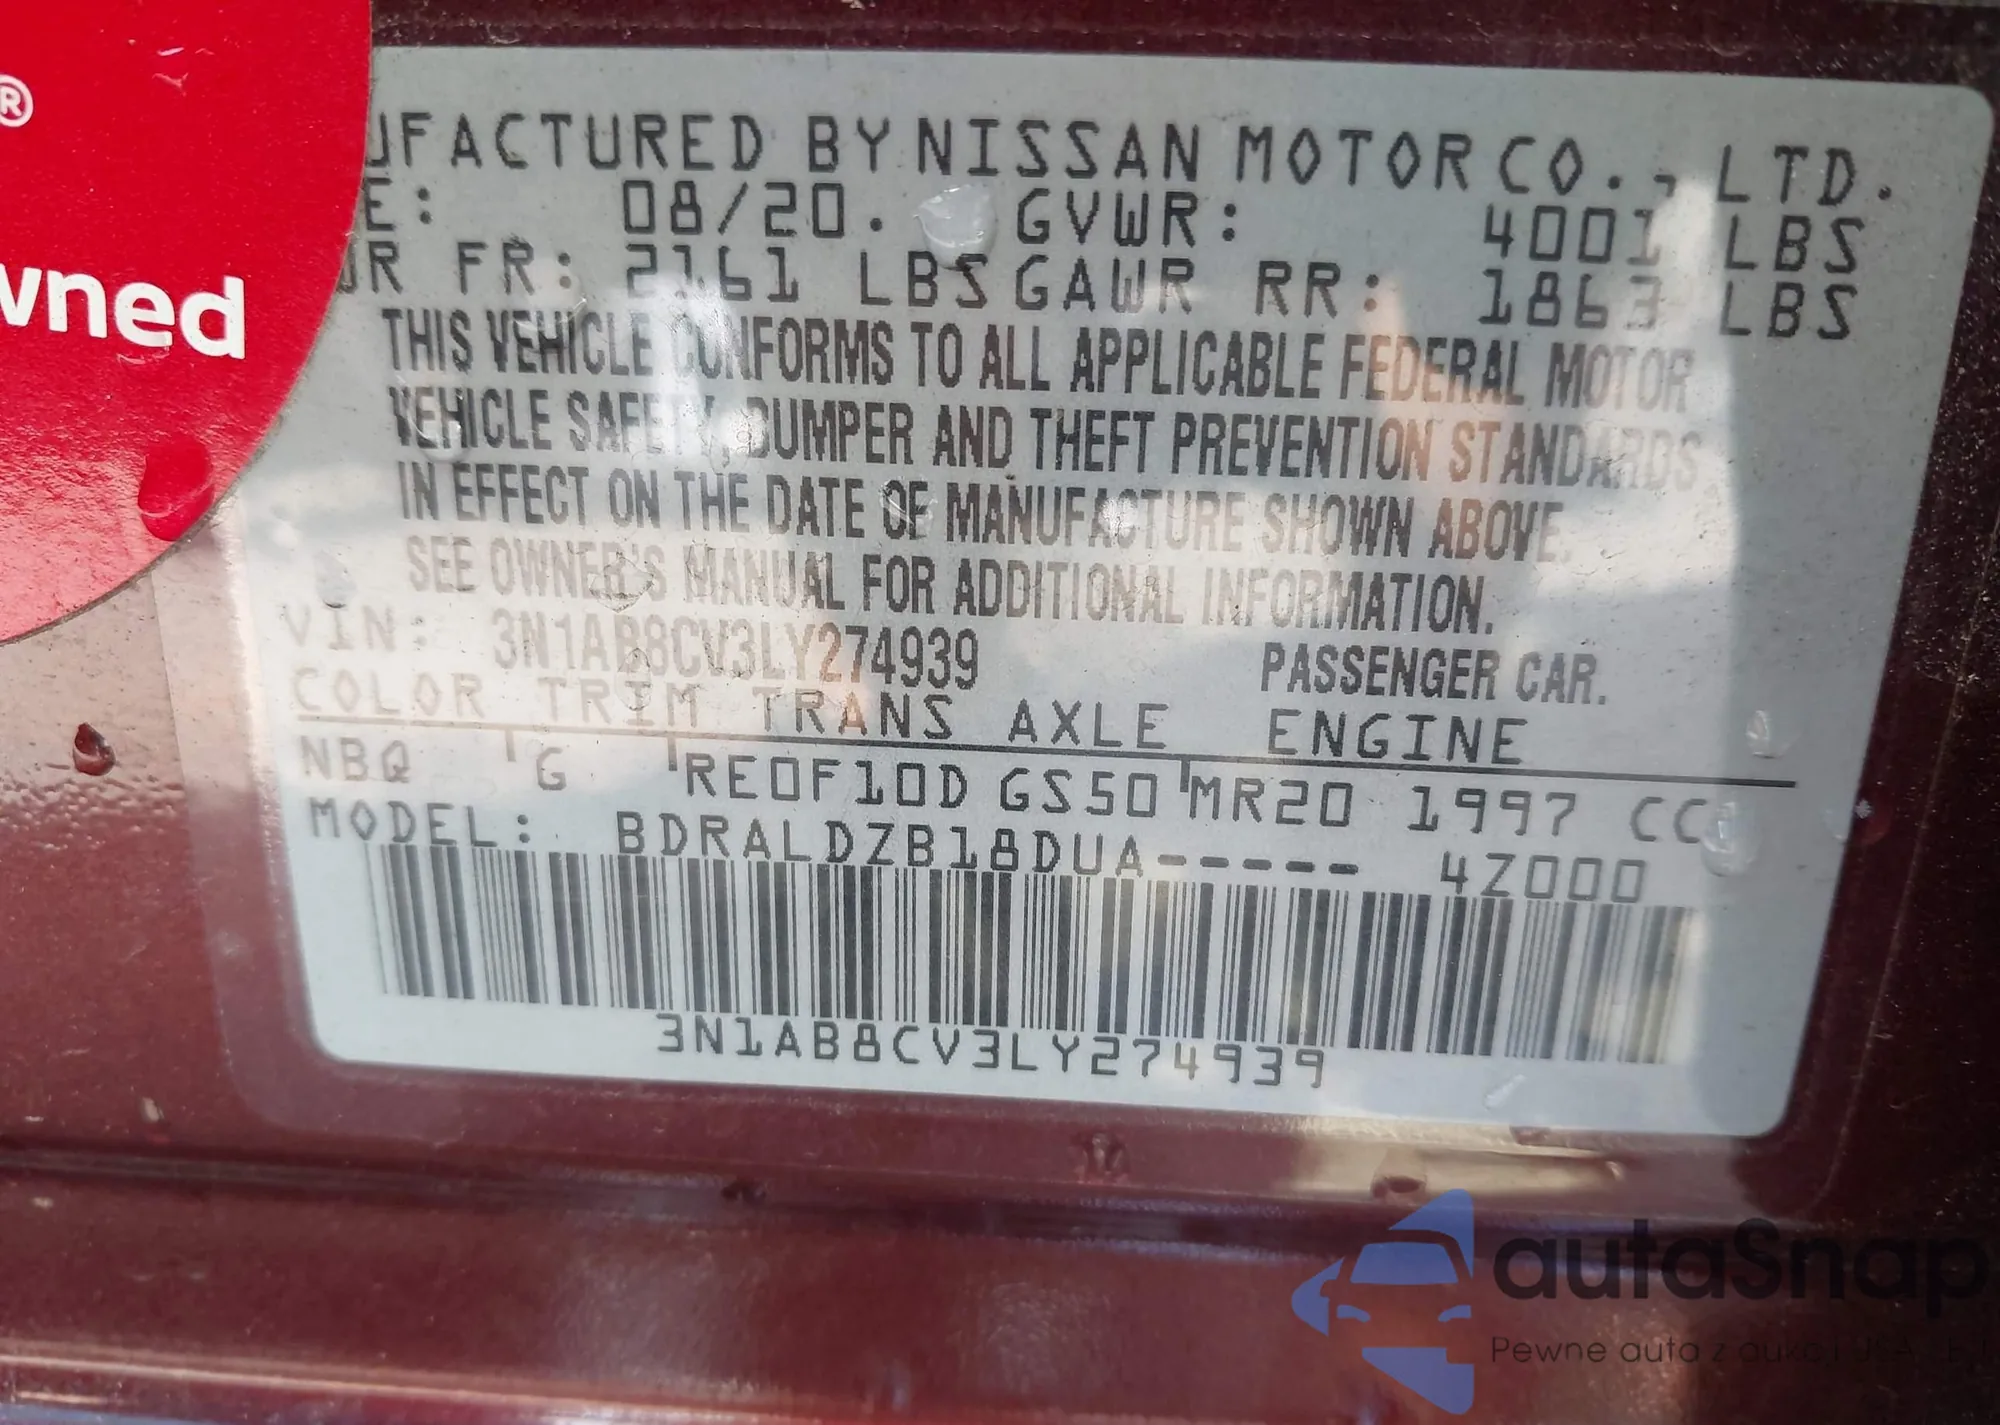 ®
wned
UFACTURED BY NISSAN MOTOR CO., LTD.
E: 08/20. GVWR: 4001 LBS
R FR: 2161 LBS GAWR RR: 1863 LBS
THIS VEHICLE CONFORMS TO ALL APPLICABLE FEDERAL MOTOR
VEHICLE SAFETY, BUMPER AND THEFT PREVENTION STANDARDS
IN EFFECT ON THE DATE OF MANUFACTURE SHOWN ABOVE.
SEE OWNER'S MANUAL FOR ADDITIONAL INFORMATION.
VIN: 3N1AB8CV3LY274939 PASSENGER CAR.
COLOR TRIM TRANS AXLE ENGINE
NBQ G RE0F10D GS50 MR20 1997 CC
MODEL: BDRALDZB18DUA----- 4Z000
3N1AB8CV3LY274939
autaSnap
Pewne auta z aukcji